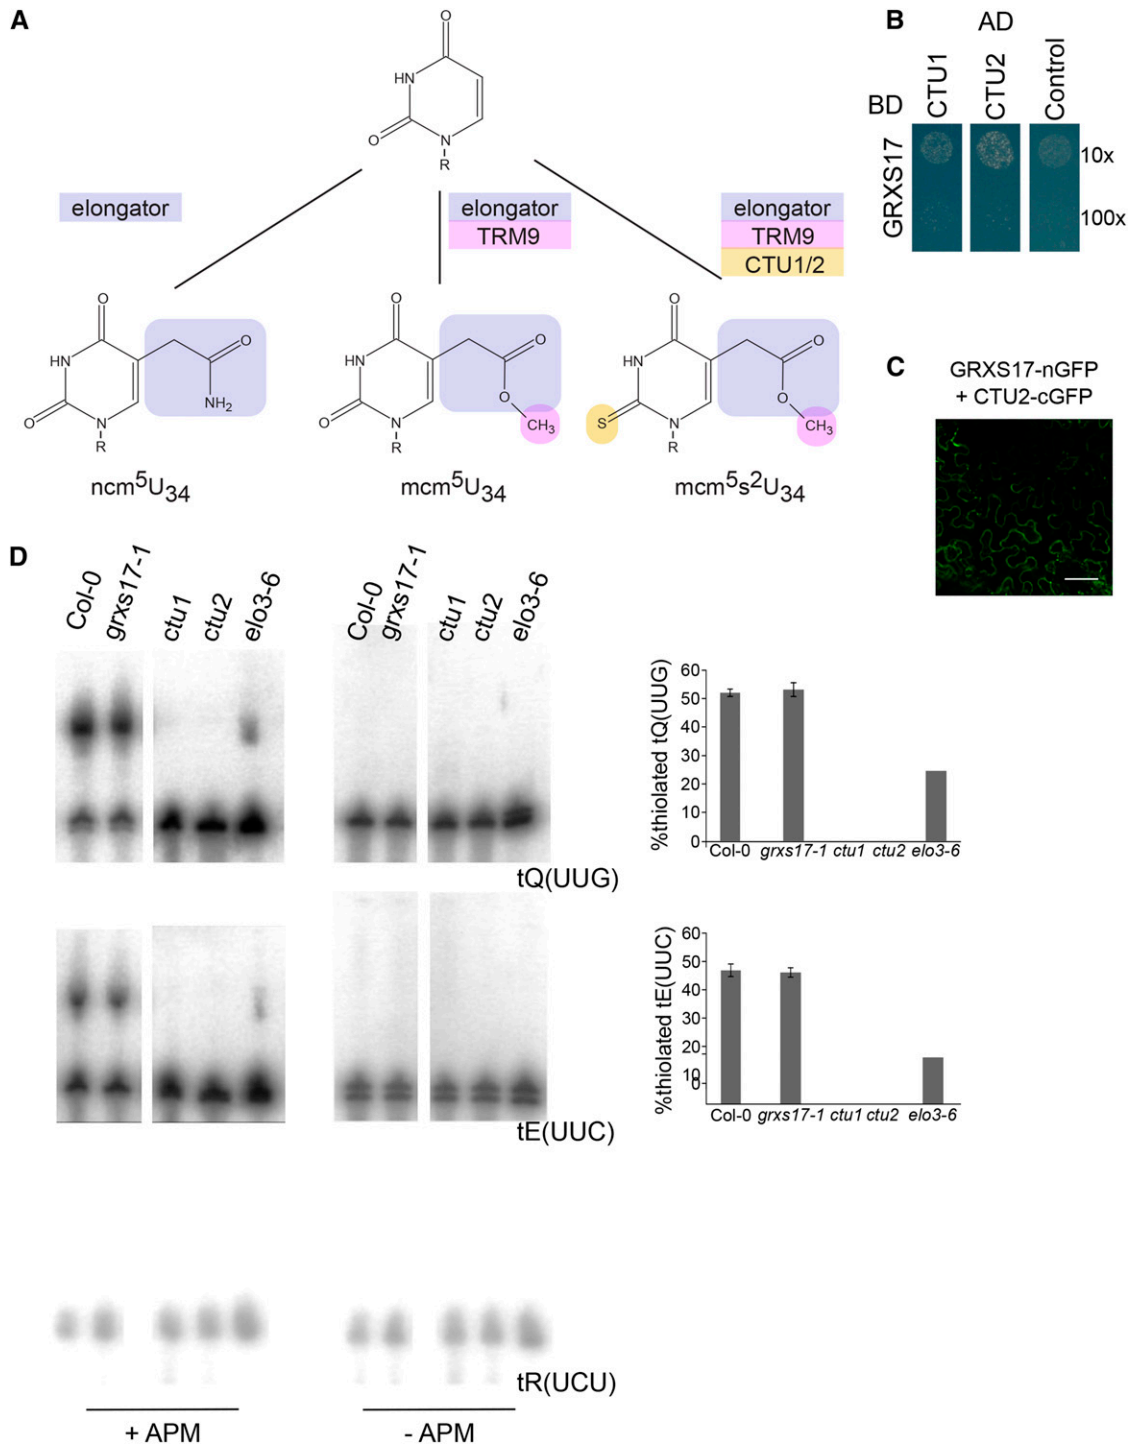 A
O
HN
O
N
R
elongator
elongator
TRM9
elongator
TRM9
CTU1/2
O
HN
O
N
R
O
NH2
ncm5U34
O
HN
O
N
R
O
O
CH3
mcm5U34
O
HN
S
N
R
O
O
CH3
mcm5s2U34
B
AD
BD
CTU1
CTU2
Control
GRXS17
10x
100x
C
GRXS17-nGFP
+ CTU2-cGFP
D
Col-0
grxs17-1
ctu1
ctu2
elo3-6
Col-0
grxs17-1
ctu1
ctu2
elo3-6
tQ(UUG)
%thiolated tQ(UUG)
60
50
40
30
20
10
0
Col-0 grxs17-1 ctu1 ctu2 elo3-6
tE(UUC)
%thiolated tE(UUC)
60
50
40
30
20
10
0
Col-0 grxs17-1 ctu1 ctu2 elo3-6
tR(UCU)
+ APM
- APM